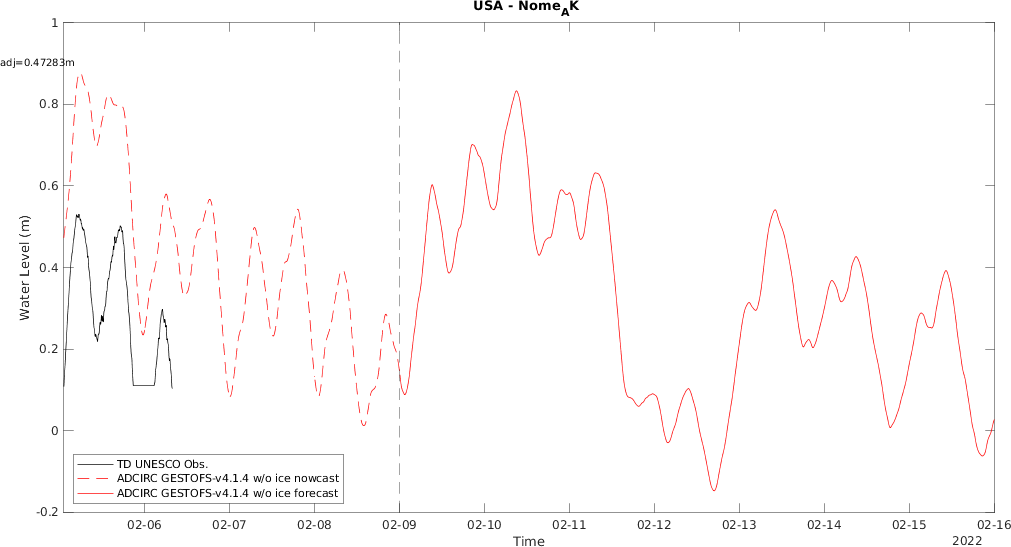 USA - Nome_AK
adj=0.47283m
1
0.8
0.6
0.4
0.2
0
-0.2
Water Level (m)
TD UNESCO Obs.
ADCIRC GESTOFS-v4.1.4 w/o ice nowcast
ADCIRC GESTOFS-v4.1.4 w/o ice forecast
02-06 02-07 02-08 02-09 02-10 02-11 02-12 02-13 02-14 02-15 02-16
Time
2022